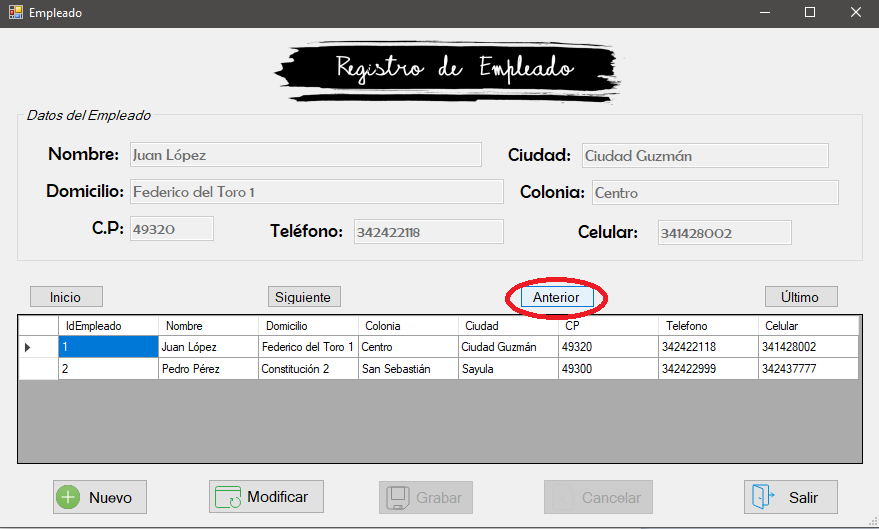 Empleado
Registro de Empleado
Datos del Empleado
Nombre: Juan López Ciudad: Ciudad Guzmán
Domicilio: Federico del Toro 1 Colonia: Centro
C.P: 49320 Teléfono: 342422118 Celular: 341428002
Inicio Siguiente Anterior Último
IdEmpleado Nombre Domicilio Colonia Ciudad CP Telefono Celular
1 Juan López Federico del Toro 1 Centro Ciudad Guzmán 49320 342422118 341428002
2 Pedro Pérez Constitución 2 San Sebastián Sayula 49300 342422999 342437777
Nuevo Modificar Grabar Cancelar Salir